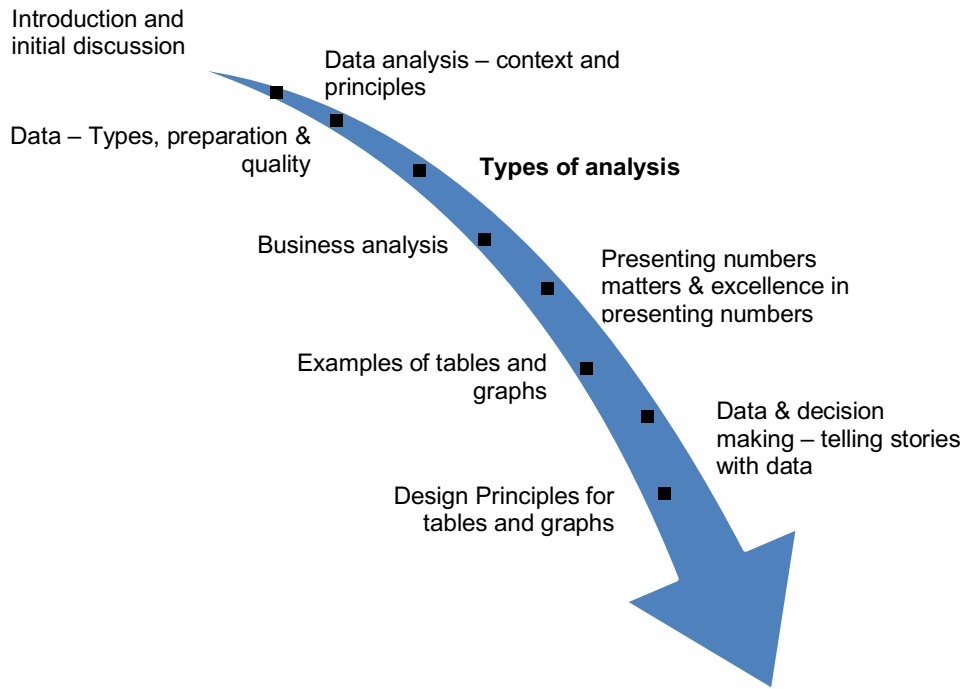 Introduction and
initial discussion
Data analysis – context and
principles
Data – Types, preparation &
quality
Types of analysis
Business analysis
Presenting numbers
matters & excellence in
presenting numbers
Examples of tables and
graphs
Data & decision
making – telling stories
with data
Design Principles for
tables and graphs